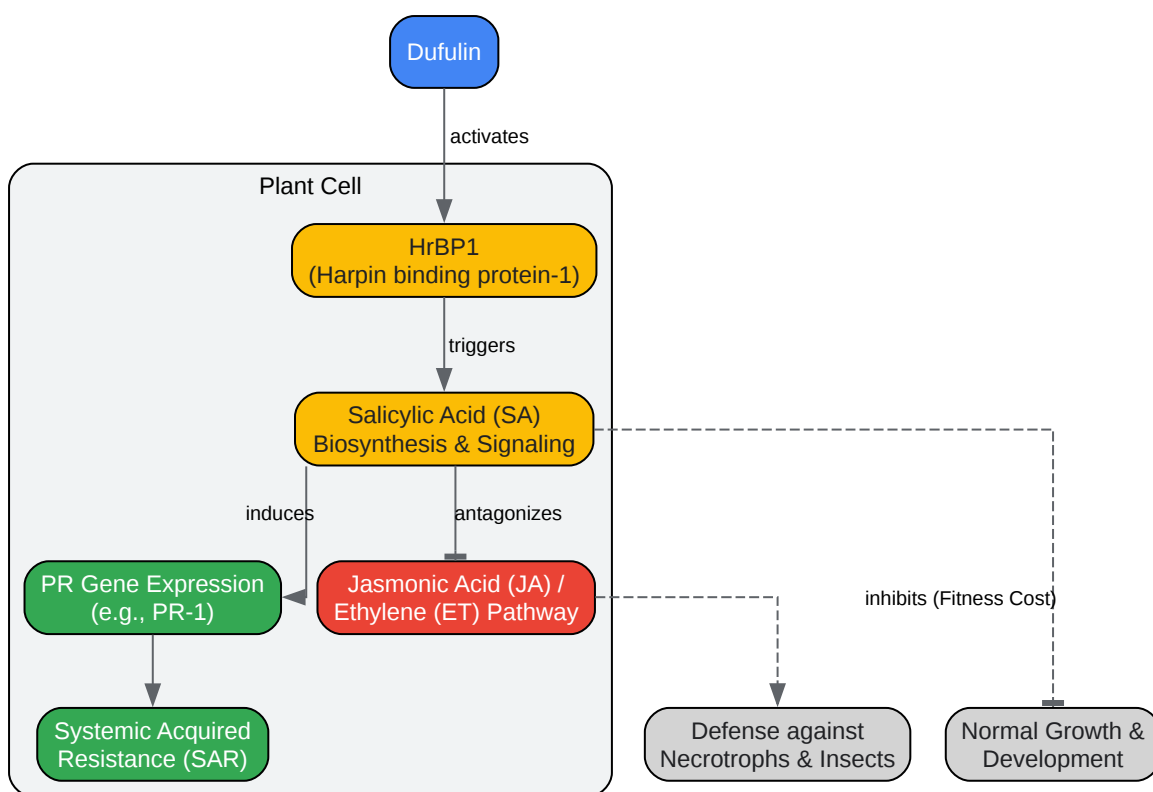 Dufulin
activates
Plant Cell
HrBP1
(Harpin binding protein-1)
triggers
Salicylic Acid (SA)
Biosynthesis & Signaling
induces
antagonizes
PR Gene Expression
(e.g., PR-1)
Jasmonic Acid (JA) /
Ethylene (ET) Pathway
inhibits (Fitness Cost)
Systemic Acquired
Resistance (SAR)
Defense against
Necrotrophs & Insects
Normal Growth &
Development